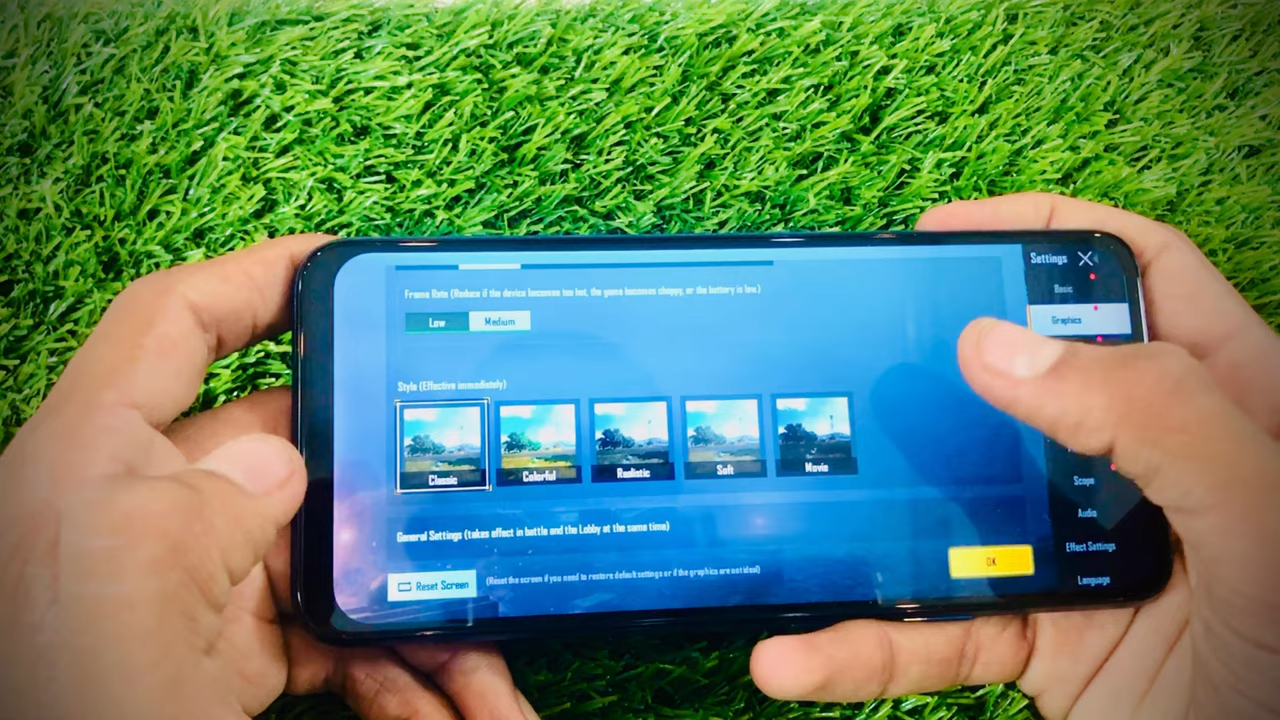 Settings
Basic
Graphics
Frame Rate (Reduce if the device becomes too hot, the game becomes choppy, or the battery is low.)
Low
Medium
Style (Effective immediately)
Classic
Colorful
Realistic
Soft
Movie
Scope
Audio
Effect Settings
Language
General Settings (takes effect in battle and the Lobby at the same time)
Reset Screen
(Reset the screen if you need to restore default settings or if the graphics are not ideal)
OK